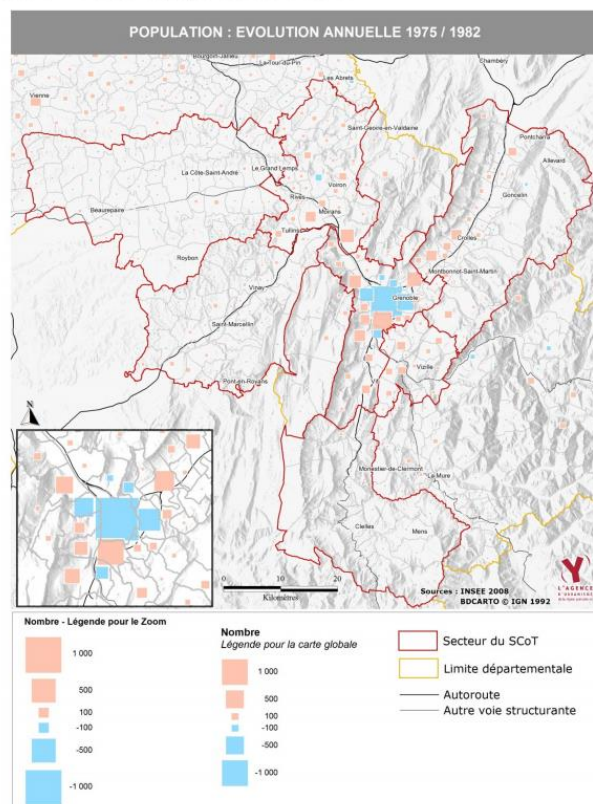 POPULATION : EVOLUTION ANNUELLE 1975 / 1982
Bourgoin-Jallieu
La-Tour-du-Pin
Chambéry
Les Abrets
Vienne
Saint-Geoire-en-Valdaine
Pontcharra
Allevard
La Côte-Saint-André
Le Grand Lemps
Voiron
Goncelin
Rives
Beaurepaire
Moirans
Tullins
Crolles
Roybon
Montbonnot-Saint-Martin
Vinay
Grenoble
Saint-Marcellin
Vizille
Pont-en-Royans
N
Monestier-de-Clermont
La Mure
Clelles
Mens
0 10 20
Kilomètres
Sources : INSEE 2008
BDCARTO © IGN 1992
L'AGENCE
D'URBANISME
Nombre - Légende pour le Zoom
1 000
500
100
-100
-500
-1 000
Nombre
Légende pour la carte globale
1 000
500
100
-100
-500
-1 000
Secteur du SCoT
Limite départementale
Autoroute
Autre voie structurante